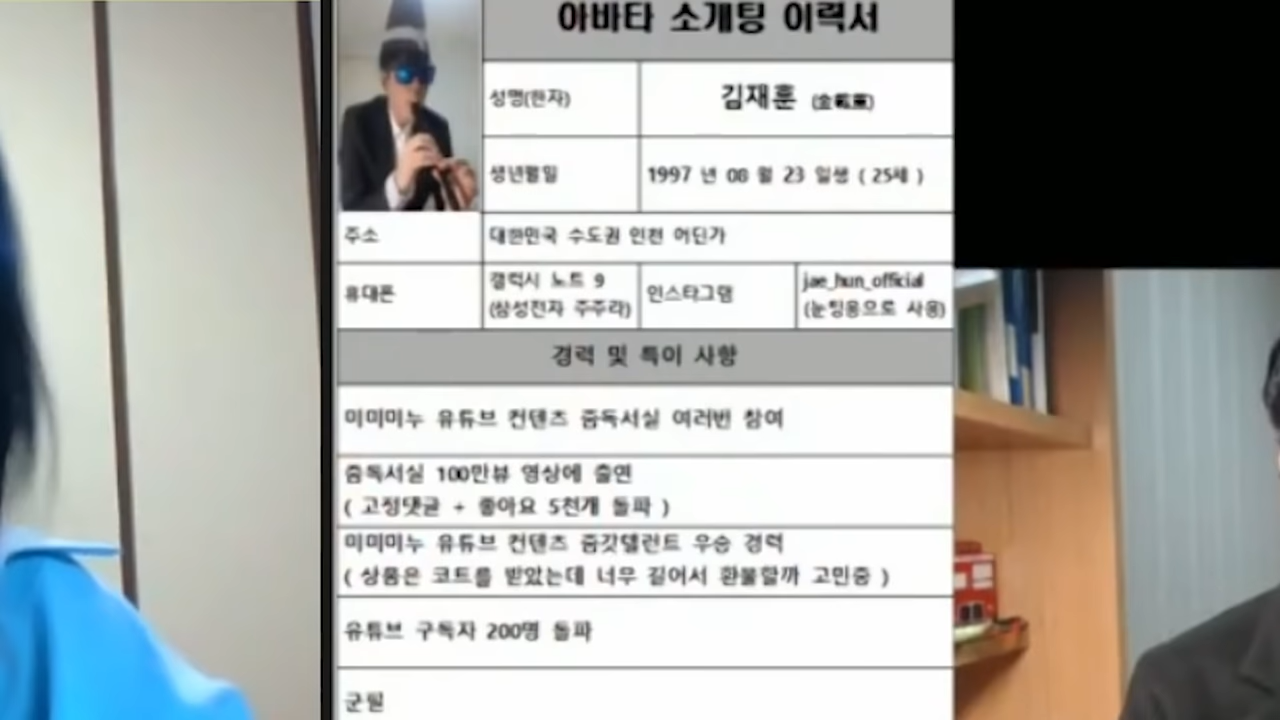 아바타 소개팅 이력서
성명(한자)
김재훈
생년월일
1997 년 08 월 23 일생 ( 25세 )
주소
대한민국 수도권 인천 어딘가
휴대폰
갤럭시 노트 9
(삼성전자 주주라)
인스타그램
jae_hun_official
(눈팅용으로 사용)
경력 및 특이 사항
미미미누 유튜브 컨텐츠 줌독서실 여러번 참여
줌독서실 100만뷰 영상에 출연
( 고정댓글 + 좋아요 5천개 돌파 )
미미미누 유튜브 컨텐츠 줌갓탤런트 우승 경력
( 상품은 코트를 받았는데 너무 길어서 환불할까 고민중 )
유튜브 구독자 200명 돌파
군필